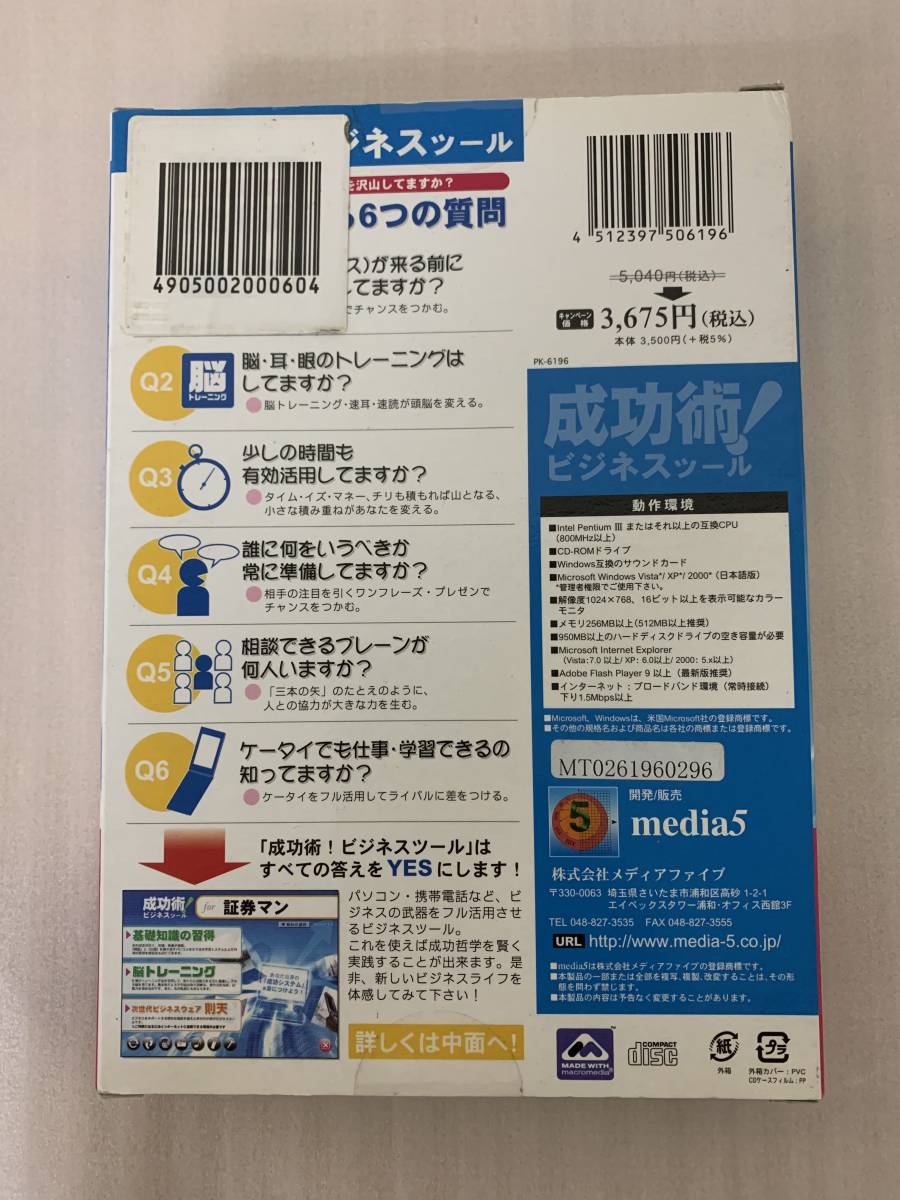 ジネスツール
を沢山してますか?
る6つの質問
4905002000604
ス)が来る前に
してますか?
でチャンスをつかむ。
Q2
脳
トレーニング
脳・耳・眼のトレーニングは
してますか?
脳トレーニング・速耳・速読が頭脳を変える。
Q3
少しの時間も
有効活用してますか?
タイム・イズ・マネー、チリも積もれば山となる、
小さな積み重ねがあなたを変える。
Q4
誰に何をいうべきか
常に準備してますか?
相手の注目を引くワンフレーズ・プレゼンで
チャンスをつかむ。
Q5
相談できるブレーンが
何人いますか?
「三本の矢」のたとえのように、
人との協力が大きな力を生む。
Q6
ケータイでも仕事・学習できるの
知ってますか?
ケータイをフル活用してライバルに差をつける。
「成功術!ビジネスツール」は
すべての答えをYESにします!
成功術!
ビジネスツール
for 証券マン
基礎知識の習得
脳トレーニング
次世代ビジネスウェア 則天
パソコン・携帯電話など、ビ
ジネスの武器をフル活用させ
るビジネスツール。
これを使えば成功哲学を賢く
実践することが出来ます。是
非、新しいビジネスライフを
体感してみて下さい!
詳しくは中面へ!
4 512397 506196
5,040円(税込)
キャンペーン
価格
3,675円(税込)
本体 3,500円(+税5%)
PK-6196
成功術!
ビジネスツール
動作環境
■Intel Pentium Ⅲ またはそれ以上の互換CPU
(800MHz以上)
■CD-ROMドライブ
■Windows互換のサウンドカード
■Microsoft Windows Vista*/ XP*/ 2000* (日本語版)
*管理者権限でご使用下さい。
■解像度1024×768、16ビット以上を表示可能なカラー
モニタ
■メモリ256MB以上(512MB以上推奨)
■950MB以上のハードディスクドライブの空き容量が必要
■Microsoft Internet Explorer
(Vista:7.0 以上/ XP: 6.0以上/ 2000: 5.x以上)
■Adobe Flash Player 9 以上 (最新版推奨)
■インターネット:ブロードバンド環境(常時接続)
下り1.5Mbps以上
■Microsoft、Windowsは、米国Microsoft社の登録商標です。
■その他の規格名および商品名は各社の商標または登録商標です。
MT0261960296
5
開発/販売
media5
株式会社メディアファイブ
〒330-0063 埼玉県さいたま市浦和区高砂 1-2-1
エイペックスタワー浦和・オフィス西館3F
TEL 048-827-3535 FAX 048-827-3555
URL http://www.media-5.co.jp/
■media5は株式会社メディアファイブの登録商標です。
■本製品の一部または全部を複写、複製、改変することは、その形
態を問わず禁じます。
■本製品の内容は予告なく変更することがあります。
MADE WITH
macromedia
COMPACT
disc
紙
外箱
プラ
外箱カバー:PVC
CDケースフィルム:PP